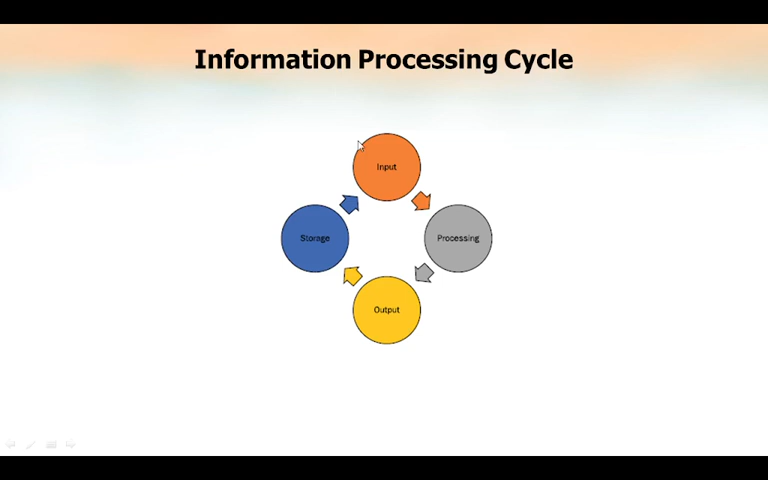 Information Processing Cycle
Input
Storage
Processing
Output